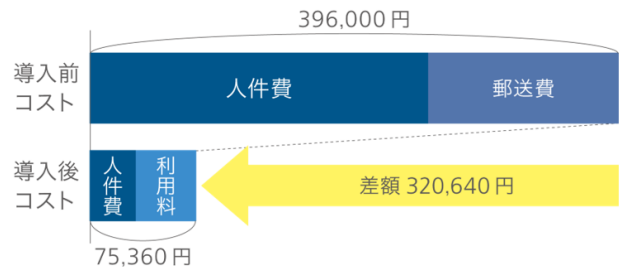 396,000円
導入前
コスト
人件費
郵送費
導入後
コスト
人件費
利用料
差額 320,640円
75,360円